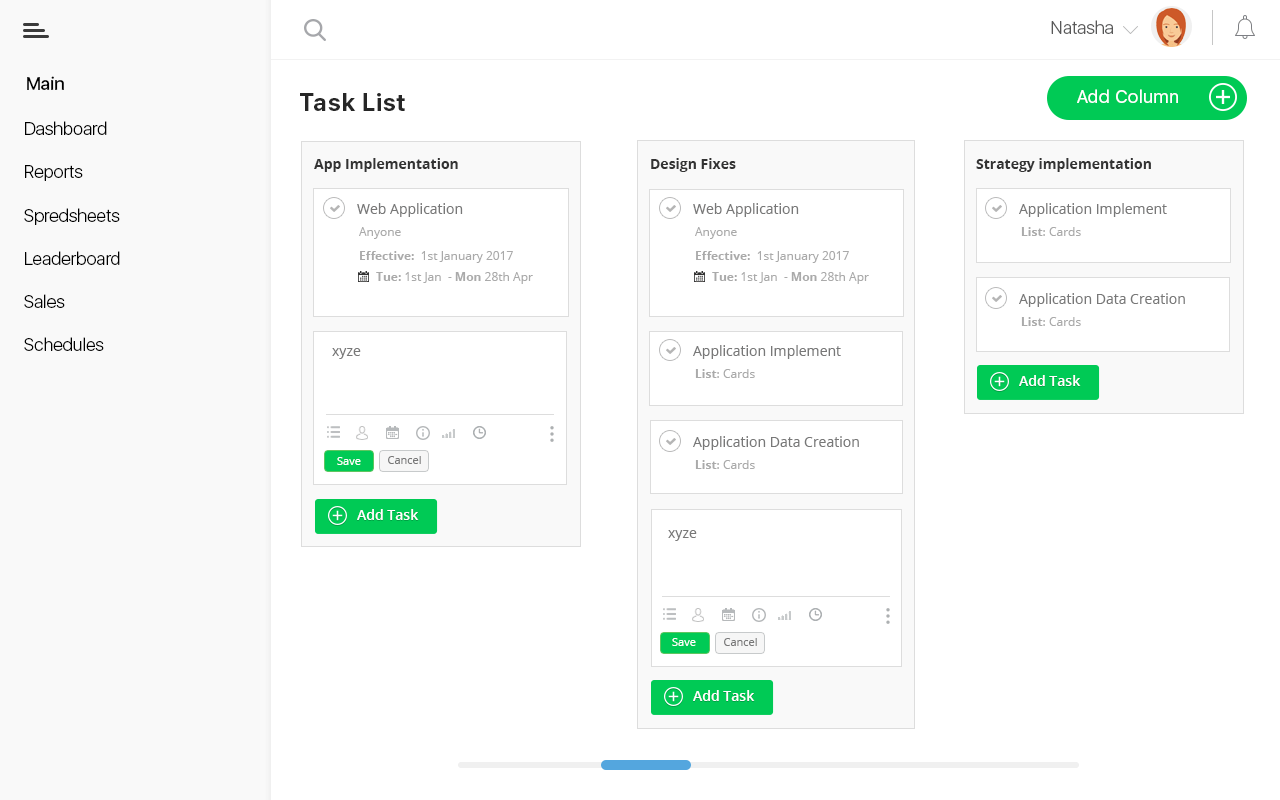 Natasha
Main
Dashboard
Reports
Spredsheets
Leaderboard
Sales
Schedules
Task List
Add Column
App Implementation
Web Application
Anyone
Effective: 1st January 2017
Tue: 1st Jan - Mon 28th Apr
xyze
Save Cancel
Add Task
Design Fixes
Web Application
Anyone
Effective: 1st January 2017
Tue: 1st Jan - Mon 28th Apr
Application Implement
List: Cards
Application Data Creation
List: Cards
xyze
Save Cancel
Add Task
Strategy implementation
Application Implement
List: Cards
Application Data Creation
List: Cards
Add Task